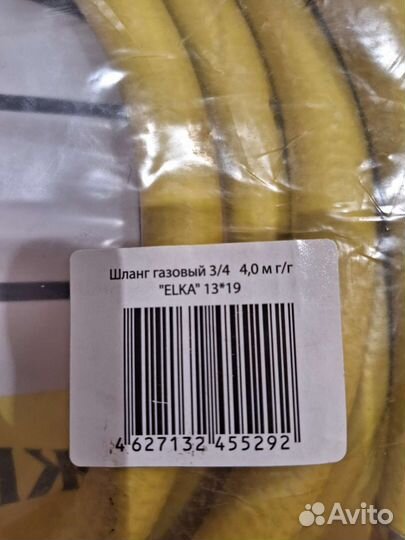 Шланг газовый 3/4 4,0 м г/г
"ELKA" 13*19
4 627132 455292
Avito